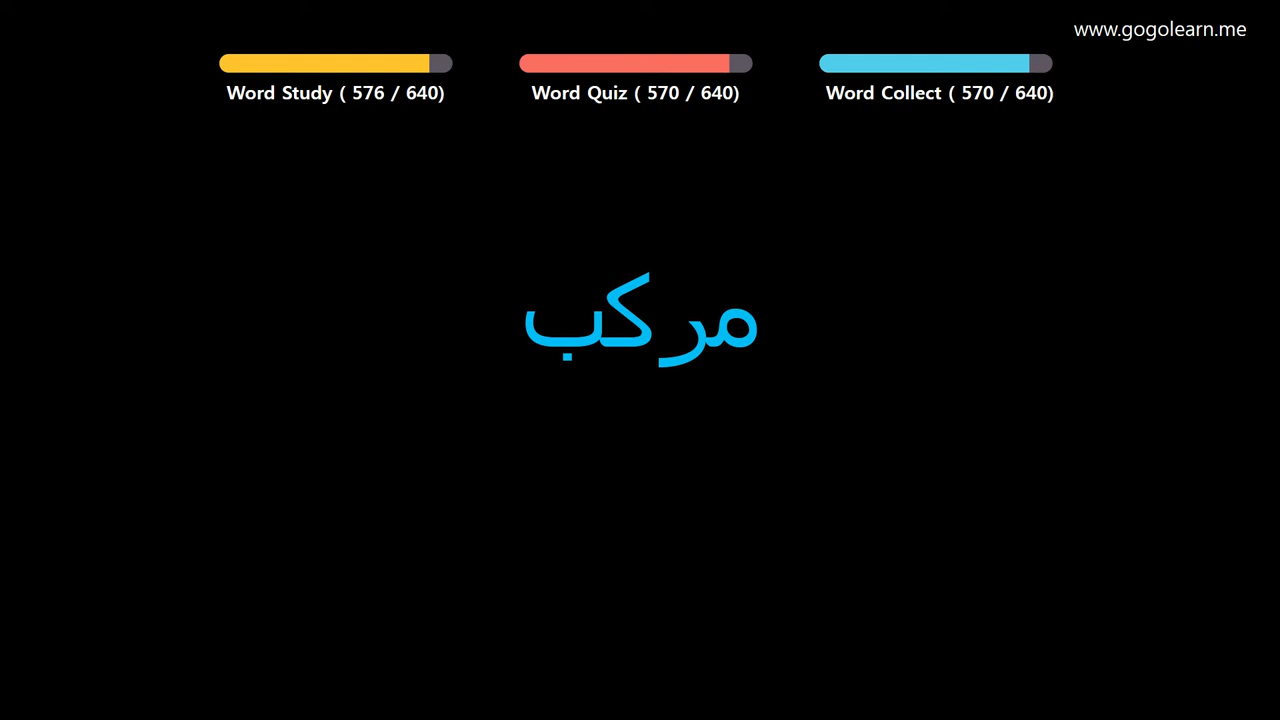 www.gogolearn.me
Word Study ( 576 / 640)
Word Quiz ( 570 / 640)
Word Collect ( 570 / 640)
مركب